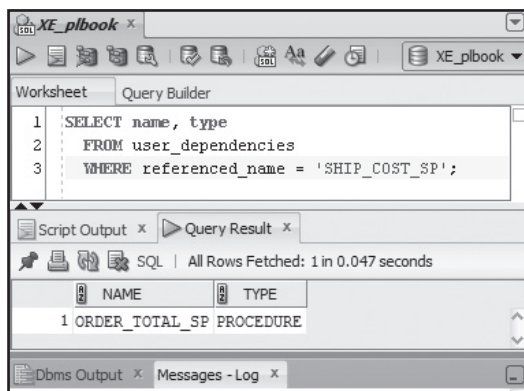 XE_plbook
XE_plbook
Worksheet Query Builder
1 SELECT name, type
2 FROM user_dependencies
3 WHERE referenced_name = 'SHIP_COST_SP';
Script Output x Query Result x
SQL | All Rows Fetched: 1 in 0.047 seconds
NAME TYPE
1 ORDER_TOTAL_SP PROCEDURE
Dbms Output x Messages - Log x